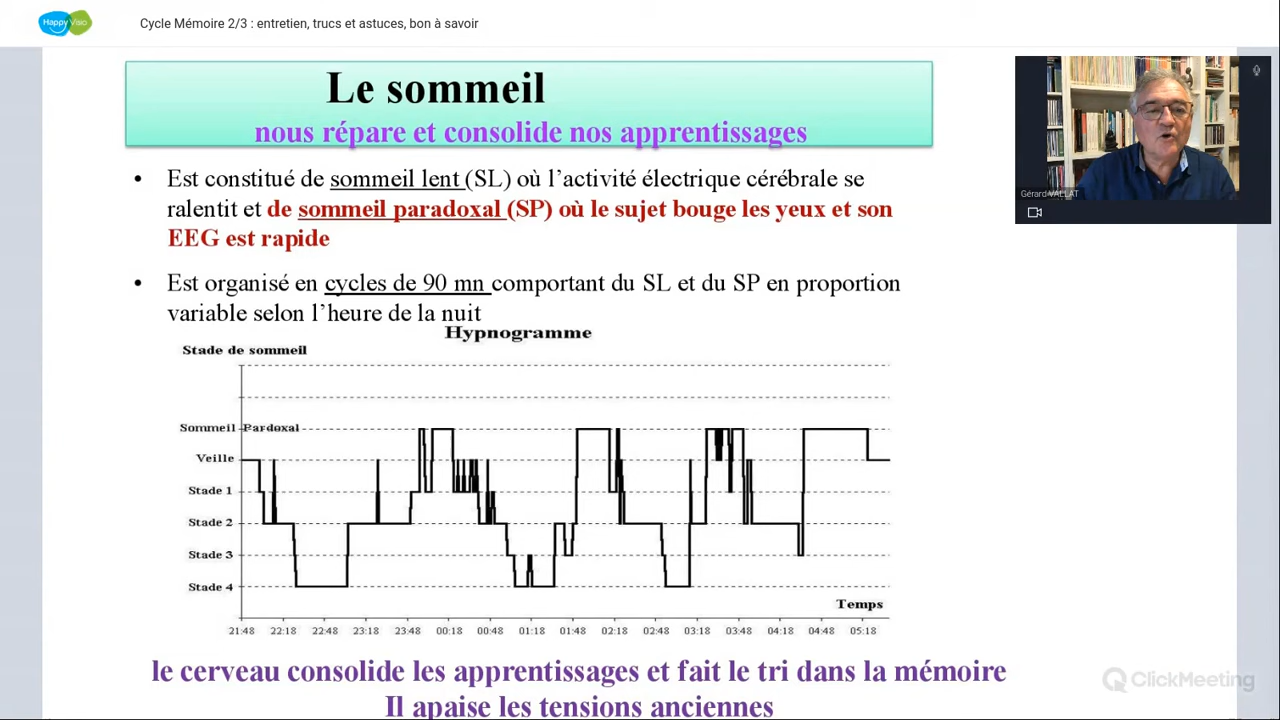 HappyVisio
Cycle Mémoire 2/3 : entretien, trucs et astuces, bon à savoir
Le sommeil
nous répare et consolide nos apprentissages
• Est constitué de sommeil lent (SL) où l’activité électrique cérébrale se
ralentit et de sommeil paradoxal (SP) où le sujet bouge les yeux et son
EEG est rapide
• Est organisé en cycles de 90 mn comportant du SL et du SP en proportion
variable selon l’heure de la nuit
Hypnogramme
Stade de sommeil
Sommeil Pardoxal
Veille
Stade 1
Stade 2
Stade 3
Stade 4
Temps
21:48 22:18 22:48 23:18 23:48 00:18 00:48 01:18 01:48 02:18 02:48 03:18 03:48 04:18 04:48 05:18
le cerveau consolide les apprentissages et fait le tri dans la mémoire
Il apaise les tensions anciennes
Gérard VALLAT
ClickMeeting